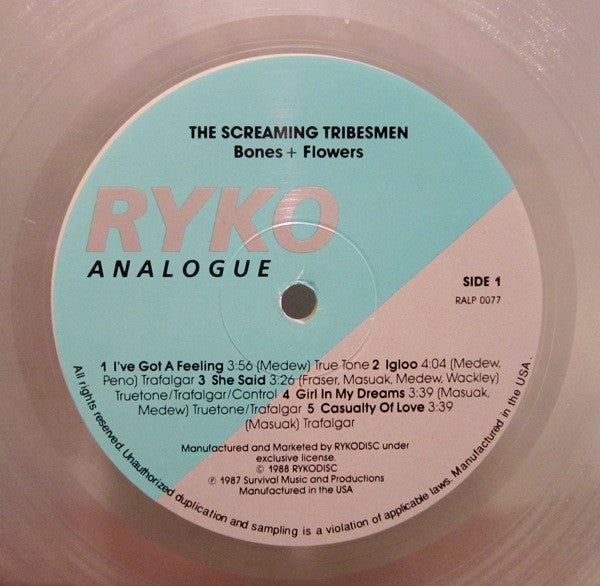 THE SCREAMING TRIBESMEN
Bones + Flowers
RYKO
ANALOGUE
SIDE 1
RALP 0077
1 I've Got A Feeling 3:56 (Medew) True Tone 2 Igloo 4:04 (Medew,
Peno) Trafalgar 3 She Said 3:26 (Fraser, Masuak, Medew, Wackley)
Truetone/Trafalgar/Control 4 Girl In My Dreams 3:39 (Masuak,
Medew) Truetone/Trafalgar 5 Casualty Of Love 3:39
(Masuak) Trafalgar
Manufactured and Marketed by RYKODISC under
exclusive license.
© 1988 RYKODISC
℗ 1987 Survival Music and Productions
Manufactured in the USA
All rights reserved. Unauthorized duplication and sampling is a violation of applicable laws. Manufactured in the USA.